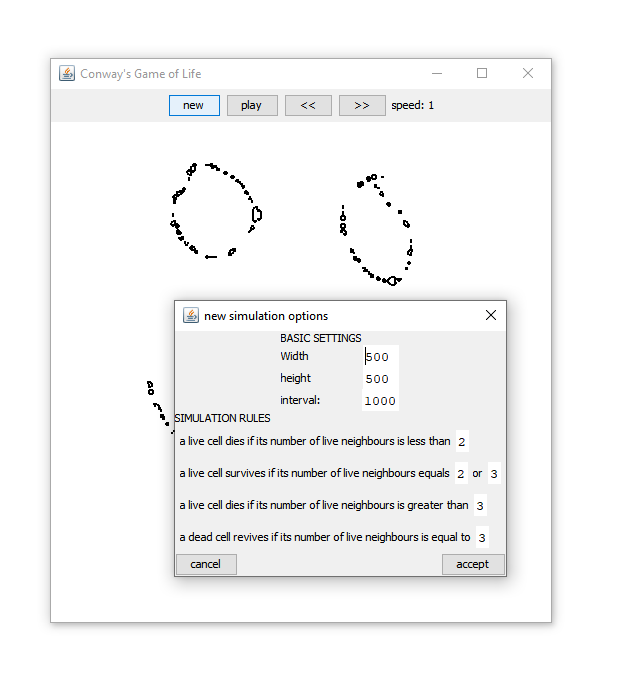 Conway's Game of Life
new play << >> speed: 1
new simulation options
BASIC SETTINGS
Width 500
height 500
interval: 1000
SIMULATION RULES
a live cell dies if its number of live neighbours is less than 2
a live cell survives if its number of live neighbours equals 2 or 3
a live cell dies if its number of live neighbours is greater than 3
a dead cell revives if its number of live neighbours is equal to 3
cancel accept